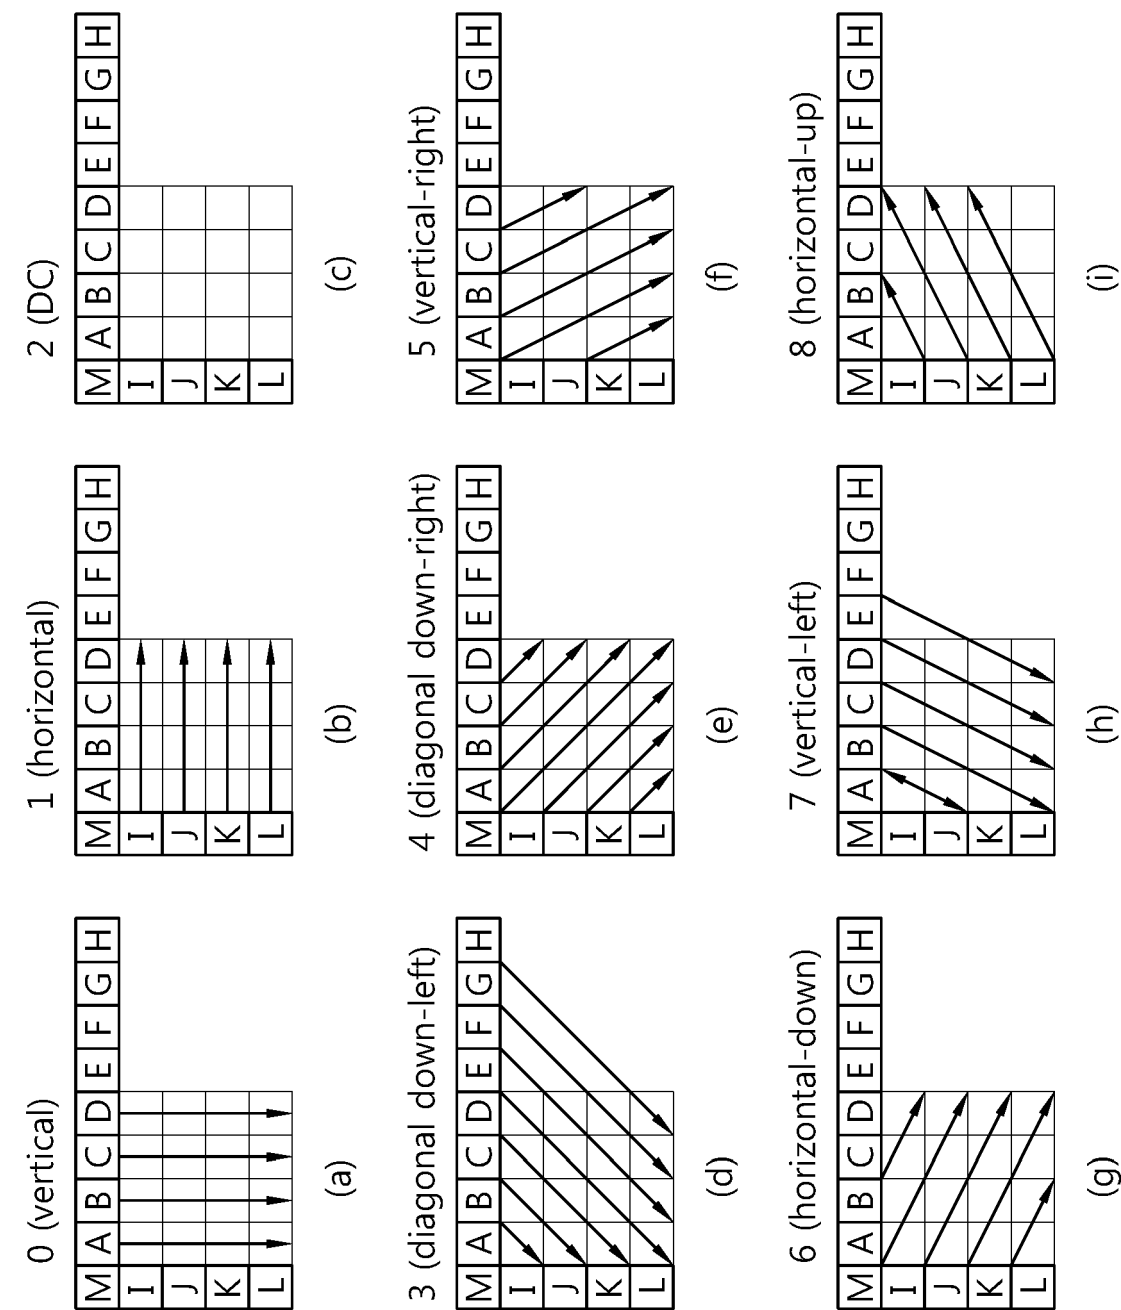 0 (vertical)
M A B C D E F G H
I
J
K
L
(a)
1 (horizontal)
M A B C D E F G H
I
J
K
L
(b)
2 (DC)
M A B C D E F G H
I
J
K
L
(c)
3 (diagonal down-left)
M A B C D E F G H
I
J
K
L
(d)
4 (diagonal down-right)
M A B C D E F G H
I
J
K
L
(e)
5 (vertical-right)
M A B C D E F G H
I
J
K
L
(f)
6 (horizontal-down)
M A B C D E F G H
I
J
K
L
(g)
7 (vertical-left)
M A B C D E F G H
I
J
K
L
(h)
8 (horizontal-up)
M A B C D E F G H
I
J
K
L
(i)